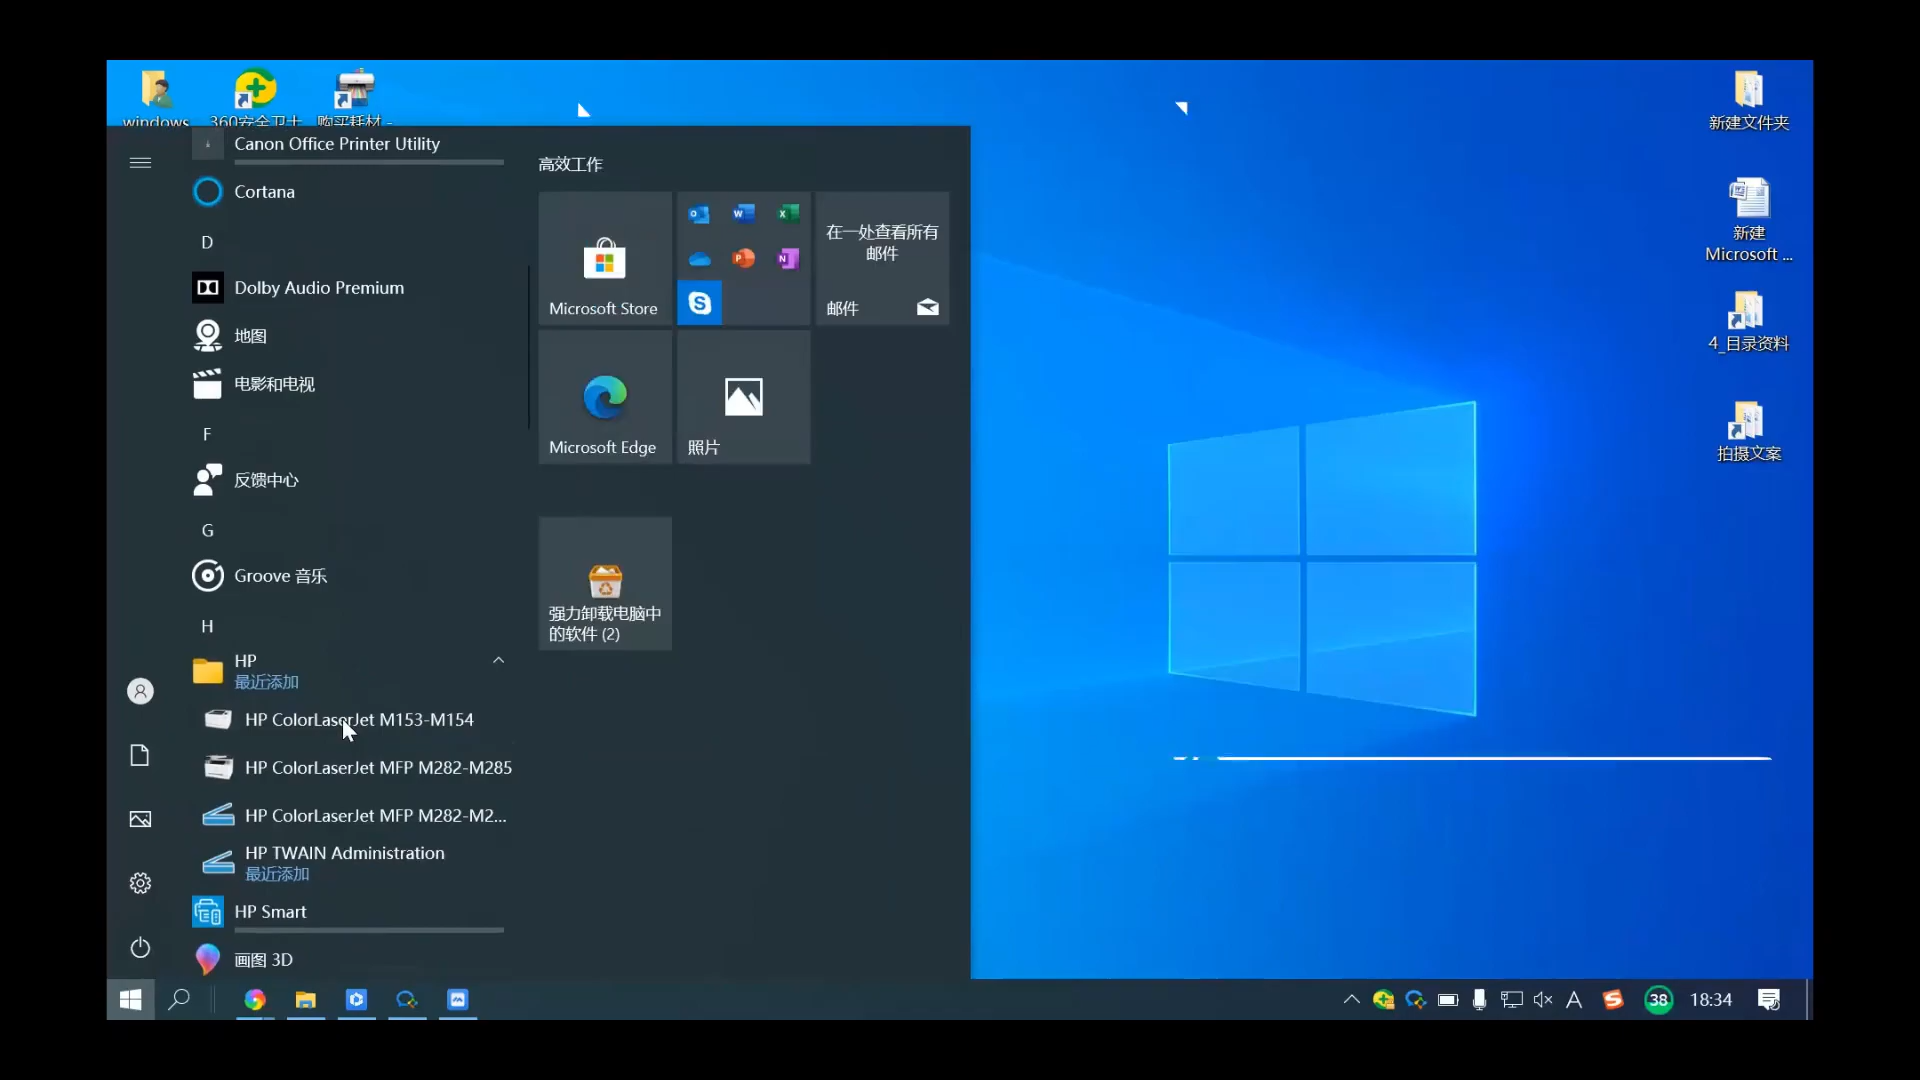 windows
360安全卫士
购买耗材 -
Canon Office Printer Utility
Cortana
D
Dolby Audio Premium
地图
电影和电视
F
反馈中心
G
Groove 音乐
H
HP
最近添加
HP ColorLaserJet M153-M154
HP ColorLaserJet MFP M282-M285
HP ColorLaserJet MFP M282-M2...
HP TWAIN Administration
最近添加
HP Smart
画图 3D
高效工作
Microsoft Store
在一处查看所有
邮件
邮件
Microsoft Edge
照片
强力卸载电脑中
的软件 (2)
新建文件夹
新建
Microsoft ...
4_目录资料
拍摄文案
A
38
18:34